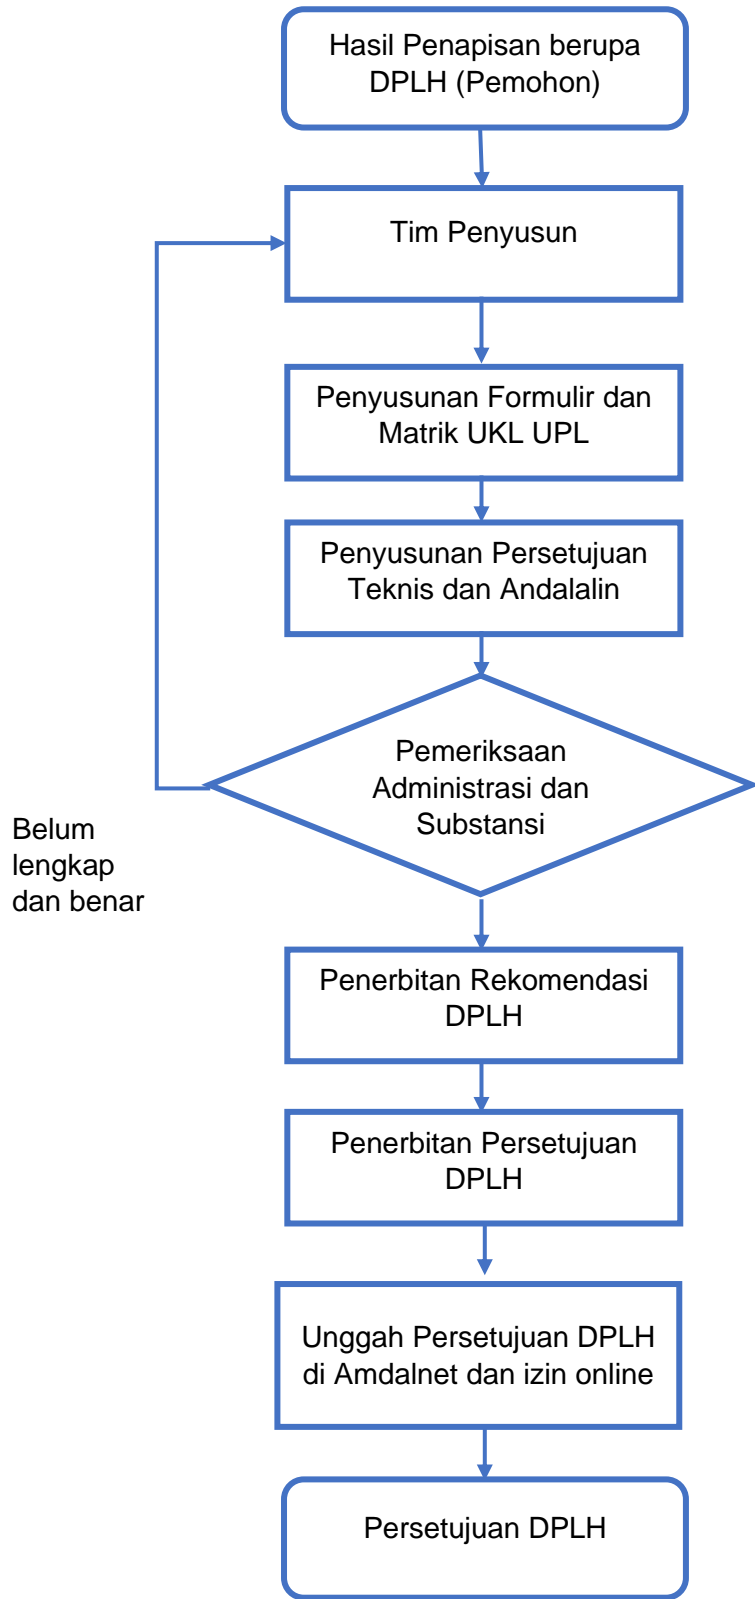 Hasil Penapisan berupa
DPLH (Pemohon)
Tim Penyusun
Penyusunan Formulir dan
Matrik UKL UPL
Penyusunan Persetujuan
Teknis dan Andalalin
Pemeriksaan
Administrasi dan
Substansi
Belum
lengkap
dan benar
Penerbitan Rekomendasi
DPLH
Penerbitan Persetujuan
DPLH
Unggah Persetujuan DPLH
di Amdalnet dan izin online
Persetujuan DPLH